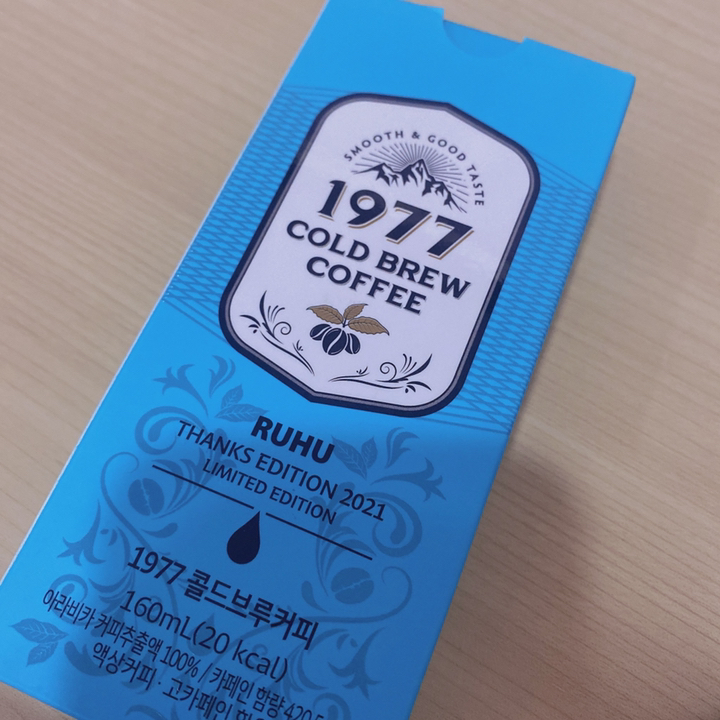 SMOOTH & GOOD TASTE
1977
COLD BREW
COFFEE
RUHU
THANKS EDITION 2021
LIMITED EDITION
1977 콜드브루커피
160mL(20 kcal)
아라비카 커피추출액 100% / 카페인 함량 420.5
액상커피 · 고카페인